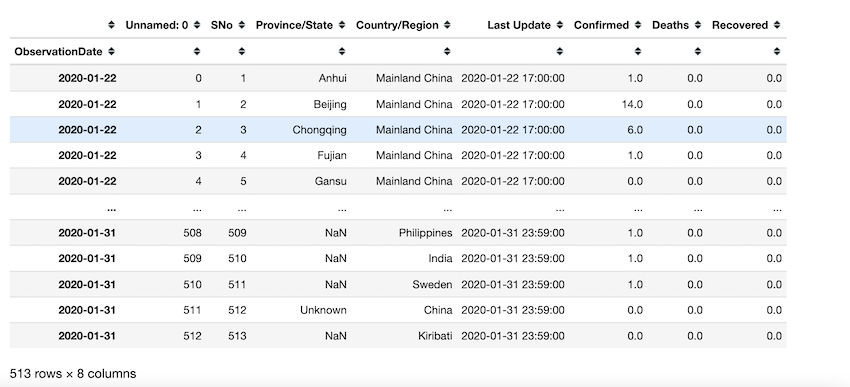 Unnamed: 0 SNo Province/State Country/Region Last Update Confirmed Deaths Recovered
ObservationDate
2020-01-22 0 1 Anhui Mainland China 2020-01-22 17:00:00 1.0 0.0 0.0
2020-01-22 1 2 Beijing Mainland China 2020-01-22 17:00:00 14.0 0.0 0.0
2020-01-22 2 3 Chongqing Mainland China 2020-01-22 17:00:00 6.0 0.0 0.0
2020-01-22 3 4 Fujian Mainland China 2020-01-22 17:00:00 1.0 0.0 0.0
2020-01-22 4 5 Gansu Mainland China 2020-01-22 17:00:00 0.0 0.0 0.0
... ... ... ... ... ... ... ... ...
2020-01-31 508 509 NaN Philippines 2020-01-31 23:59:00 1.0 0.0 0.0
2020-01-31 509 510 NaN India 2020-01-31 23:59:00 1.0 0.0 0.0
2020-01-31 510 511 NaN Sweden 2020-01-31 23:59:00 1.0 0.0 0.0
2020-01-31 511 512 Unknown China 2020-01-31 23:59:00 0.0 0.0 0.0
2020-01-31 512 513 NaN Kiribati 2020-01-31 23:59:00 0.0 0.0 0.0
513 rows × 8 columns